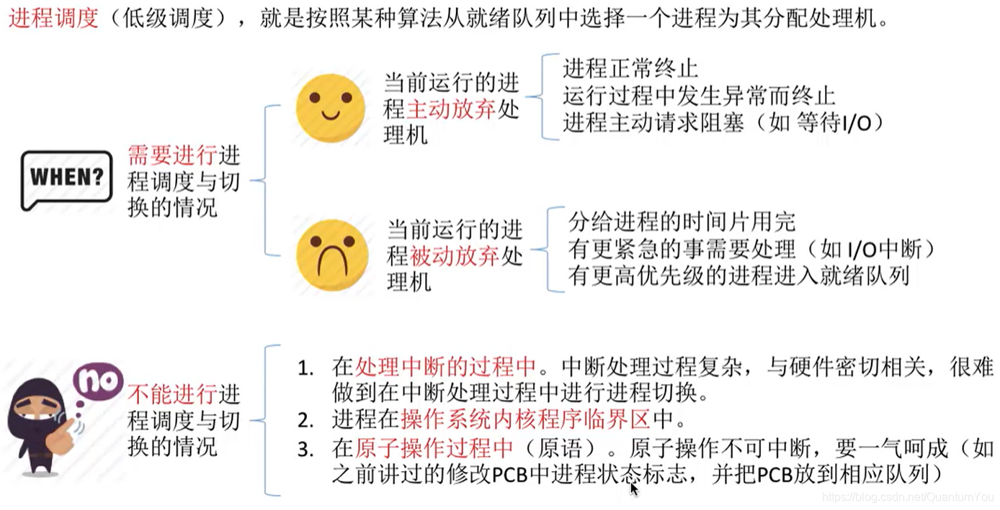 进程调度（低级调度），就是按照某种算法从就绪队列中选择一个进程为其分配处理机。
WHEN?
需要进行进
程调度与切
换的情况
当前运行的进
程主动放弃处
理机
进程正常终止
运行过程中发生异常而终止
进程主动请求阻塞（如 等待I/O）
当前运行的进
程被动放弃处
理机
分给进程的时间片用完
有更紧急的事需要处理（如 I/O中断）
有更高优先级的进程进入就绪队列
no
不能进行进
程调度与切
换的情况
1. 在处理中断的过程中。中断处理过程复杂，与硬件密切相关，很难
做到在中断处理过程中进行进程切换。
2. 进程在操作系统内核程序临界区中。
3. 在原子操作过程中（原语）。原子操作不可中断，要一气呵成（如
之前讲过的修改PCB中进程状态标志，并把PCB放到相应队列）
https://blog.csdn.net/QuantumYou